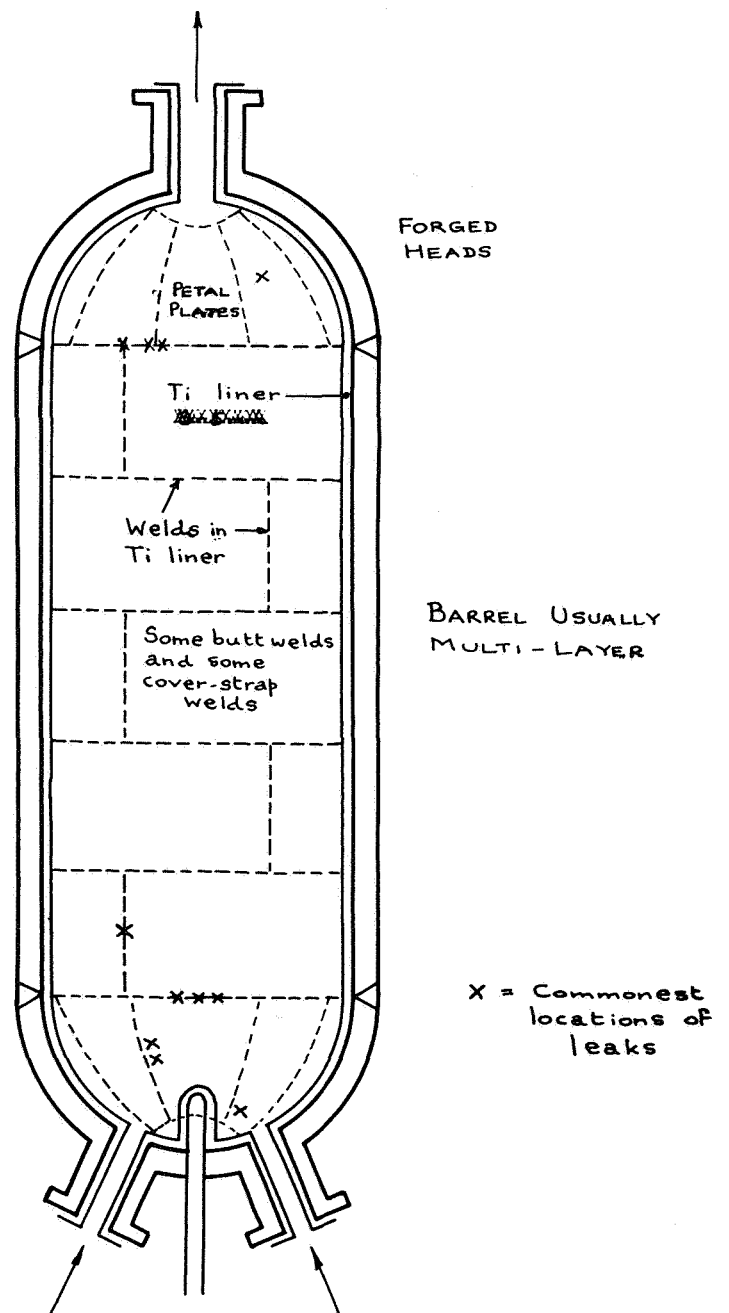 FORGED
HEADS
PETAL
PLATES
Ti liner
Welds in
Ti liner
BARREL USUALLY
MULTI-LAYER
Some butt welds
and some
cover-strap
welds
X = Commonest
locations of
leaks